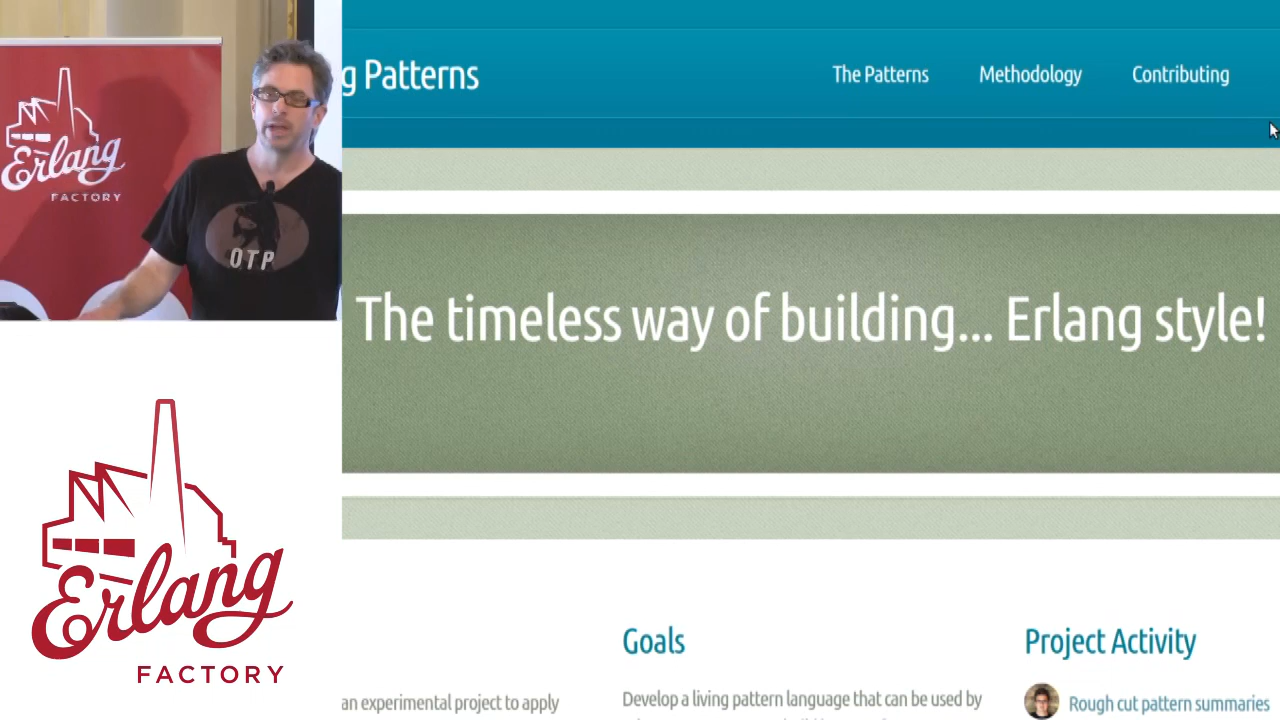 Erlang
FACTORY
OTP
g Patterns
The Patterns
Methodology
Contributing
The timeless way of building... Erlang style!
Erlang
FACTORY
Goals
Project Activity
an experimental project to apply
Develop a living pattern language that can be used by
Rough cut pattern summaries